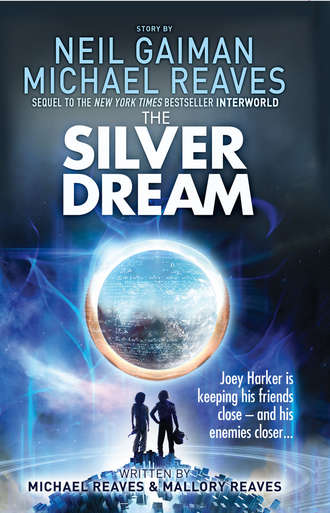 STORY BY
NEIL GAIMAN
MICHAEL REAVES
SEQUEL TO THE NEW YORK TIMES BESTSELLER INTERWORLD
THE
SILVER
DREAM
Joey Harker is
keeping his friends
close – and his
enemies closer...
WRITTEN BY
MICHAEL REAVES & MALLORY REAVES